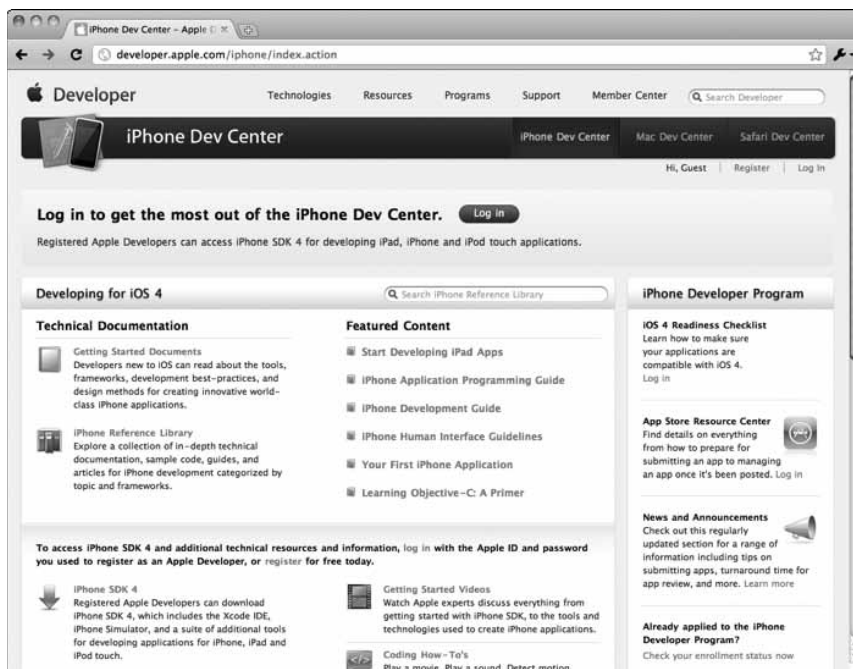 iPhone Dev Center – Apple D
developer.apple.com/iphone/index.action
Developer
Technologies Resources Programs Support Member Center Search Developer
iPhone Dev Center
iPhone Dev Center Mac Dev Center Safari Dev Center
Hi, Guest | Register | Log In
Log in to get the most out of the iPhone Dev Center. Log in
Registered Apple Developers can access iPhone SDK 4 for developing iPad, iPhone and iPod touch applications.
Developing for iOS 4
Search iPhone Reference Library
Technical Documentation
Getting Started Documents
Developers new to iOS can read about the tools,
frameworks, development best-practices, and
design methods for creating innovative world-
class iPhone applications.
iPhone Reference Library
Explore a collection of in-depth technical
documentation, sample code, guides, and
articles for iPhone development categorized by
topic and frameworks.
Featured Content
Start Developing iPad Apps
iPhone Application Programming Guide
iPhone Development Guide
iPhone Human Interface Guidelines
Your First iPhone Application
Learning Objective-C: A Primer
To access iPhone SDK 4 and additional technical resources and information, log in with the Apple ID and password
you used to register as an Apple Developer, or register for free today.
iPhone SDK 4
Registered Apple Developers can download
iPhone SDK 4, which includes the Xcode IDE,
iPhone Simulator, and a suite of additional tools
for developing applications for iPhone, iPad and
iPod touch.
Getting Started Videos
Watch Apple experts discuss everything from
getting started with iPhone SDK, to the tools and
technologies used to create iPhone applications.
Coding How-To's
Play a movie. Play a sound. Detect motion.
iPhone Developer Program
iOS 4 Readiness Checklist
Learn how to make sure
your applications are
compatible with iOS 4.
Log in
App Store Resource Center
Find details on everything
from how to prepare for
submitting an app to managing
an app once it's been posted. Log in
News and Announcements
Check out this regularly
updated section for a range of
information including tips on
submitting apps, turnaround time for
app review, and more. Learn more
Already applied to the iPhone
Developer Program?
Check your enrollment status now